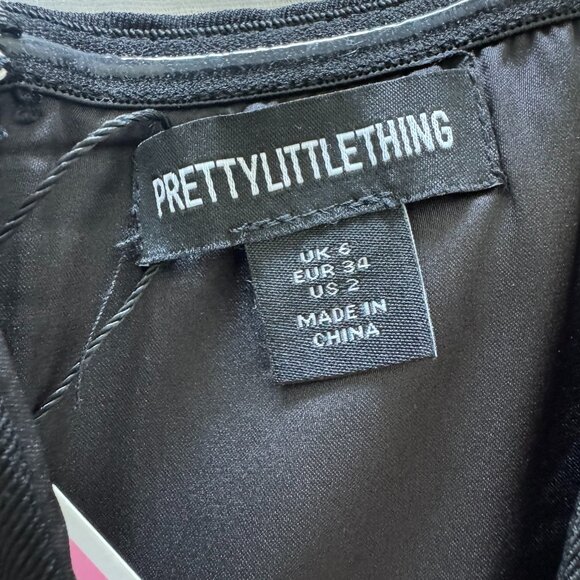 PRETTYLITTLETHING
UK 6
EUR 34
US 2
MADE IN
CHINA